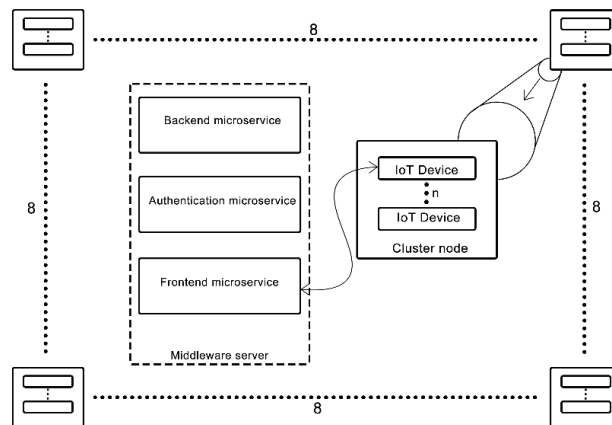 8
Backend microservice
IoT Device
n
8
Authentication microservice
8
IoT Device
Cluster node
Frontend microservice
Middleware server
8